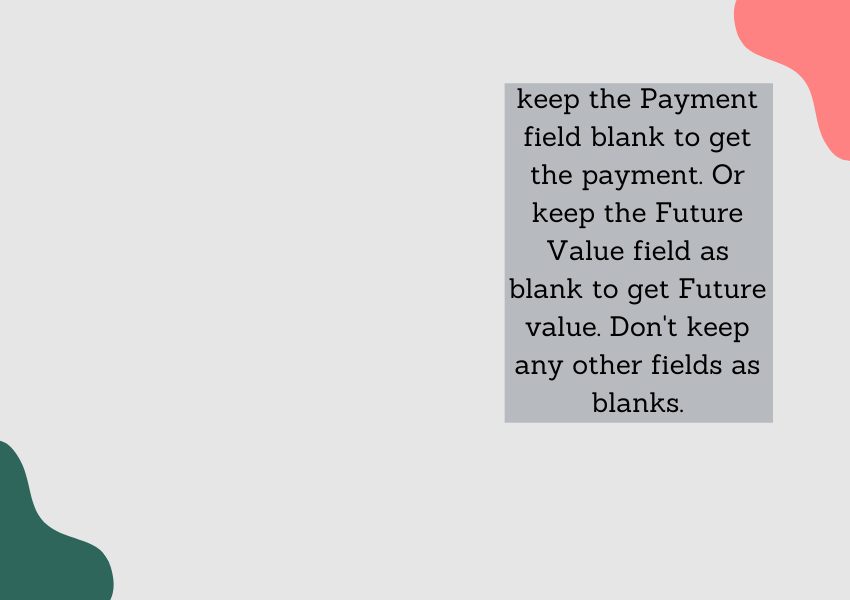 keep the Payment
field blank to get
the payment. Or
keep the Future
Value field as
blank to get Future
value. Don't keep
any other fields as
blanks.